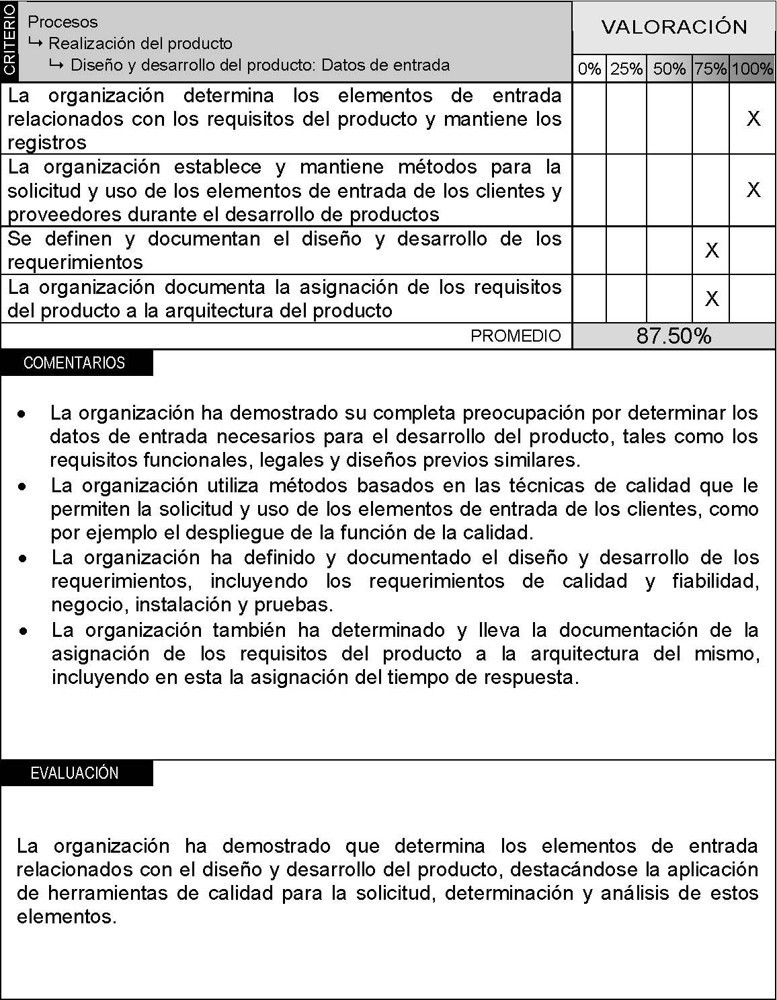 CRITERIO
Procesos
↳ Realización del producto
↳ Diseño y desarrollo del producto: Datos de entrada
VALORACIÓN
0% 25% 50% 75% 100%
La organización determina los elementos de entrada
relacionados con los requisitos del producto y mantiene los
registros
X
La organización establece y mantiene métodos para la
solicitud y uso de los elementos de entrada de los clientes y
proveedores durante el desarrollo de productos
X
Se definen y documentan el diseño y desarrollo de los
requerimientos
X
La organización documenta la asignación de los requisitos
del producto a la arquitectura del producto
X
PROMEDIO 87.50%
COMENTARIOS
• La organización ha demostrado su completa preocupación por determinar los
datos de entrada necesarios para el desarrollo del producto, tales como los
requisitos funcionales, legales y diseños previos similares.
• La organización utiliza métodos basados en las técnicas de calidad que le
permiten la solicitud y uso de los elementos de entrada de los clientes, como
por ejemplo el despliegue de la función de la calidad.
• La organización ha definido y documentado el diseño y desarrollo de los
requerimientos, incluyendo los requerimientos de calidad y fiabilidad,
negocio, instalación y pruebas.
• La organización también ha determinado y lleva la documentación de la
asignación de los requisitos del producto a la arquitectura del mismo,
incluyendo en esta la asignación del tiempo de respuesta.
EVALUACIÓN
La organización ha demostrado que determina los elementos de entrada
relacionados con el diseño y desarrollo del producto, destacándose la aplicación
de herramientas de calidad para la solicitud, determinación y análisis de estos
elementos.